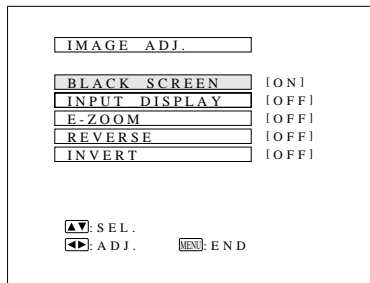 IMAGE ADJ.
BLACK SCREEN [ON]
INPUT DISPLAY [OFF]
E-ZOOM [OFF]
REVERSE [OFF]
INVERT [OFF]
▲▼:SEL.
◀▶:ADJ. MENU:END